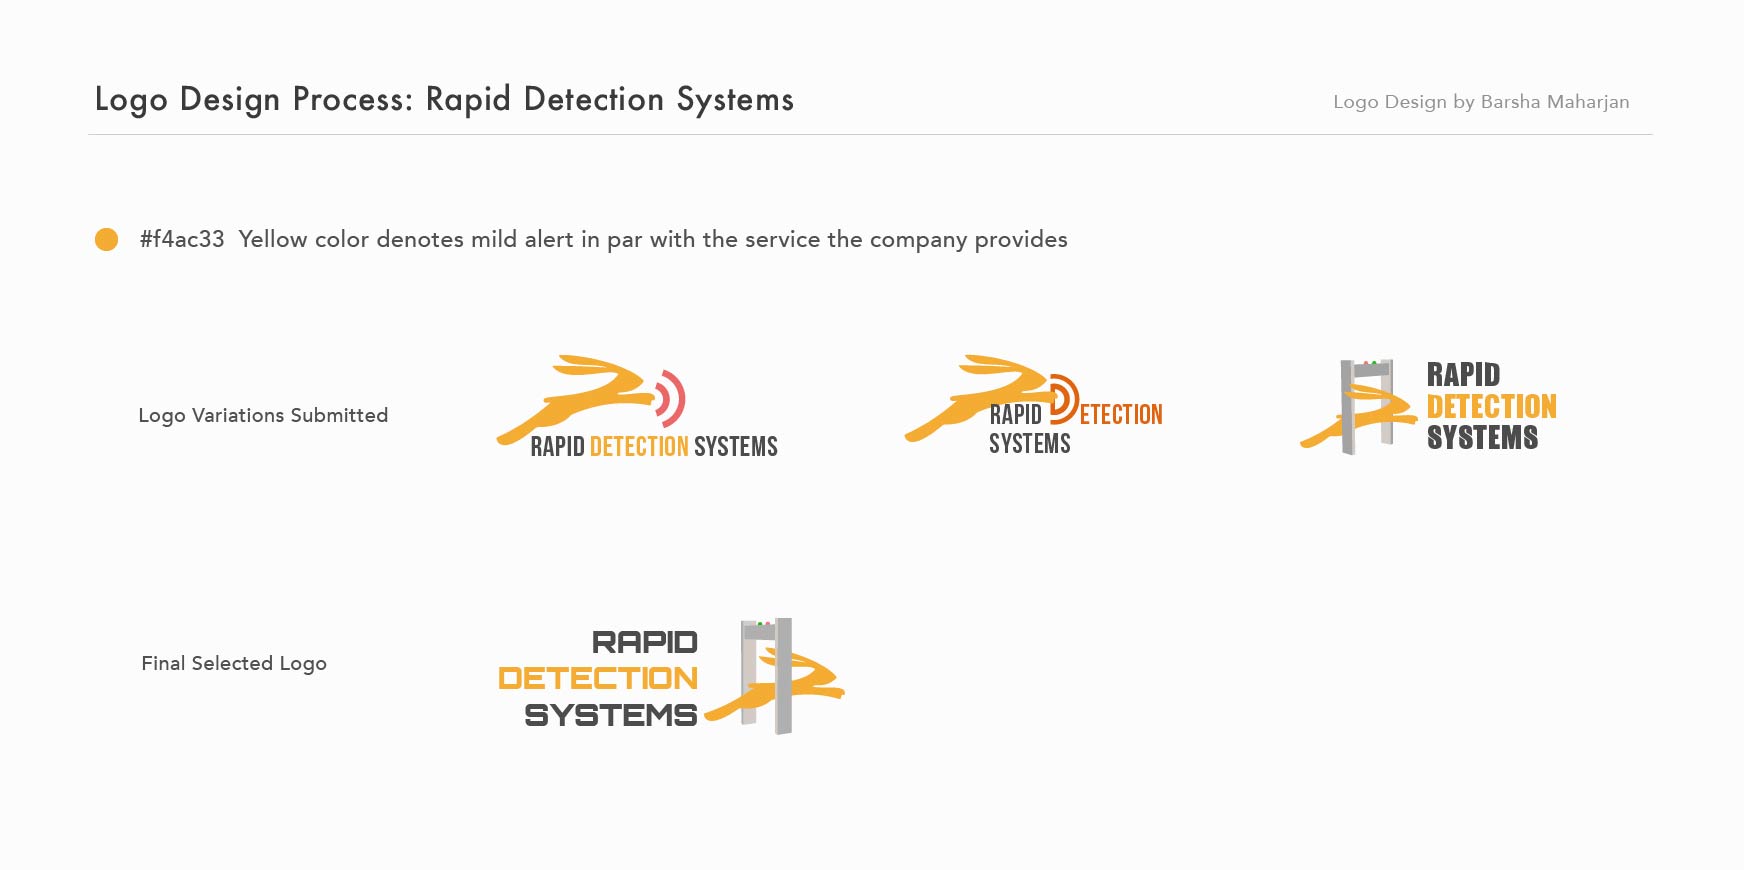 Logo Design Process: Rapid Detection Systems
Logo Design by Barsha Maharjan
#f4ac33 Yellow color denotes mild alert in par with the service the company provides
Logo Variations Submitted
RAPID DETECTION SYSTEMS
RAPID DETECTION
SYSTEMS
RAPID
DETECTION
SYSTEMS
Final Selected Logo
RAPID
DETECTION
SYSTEMS